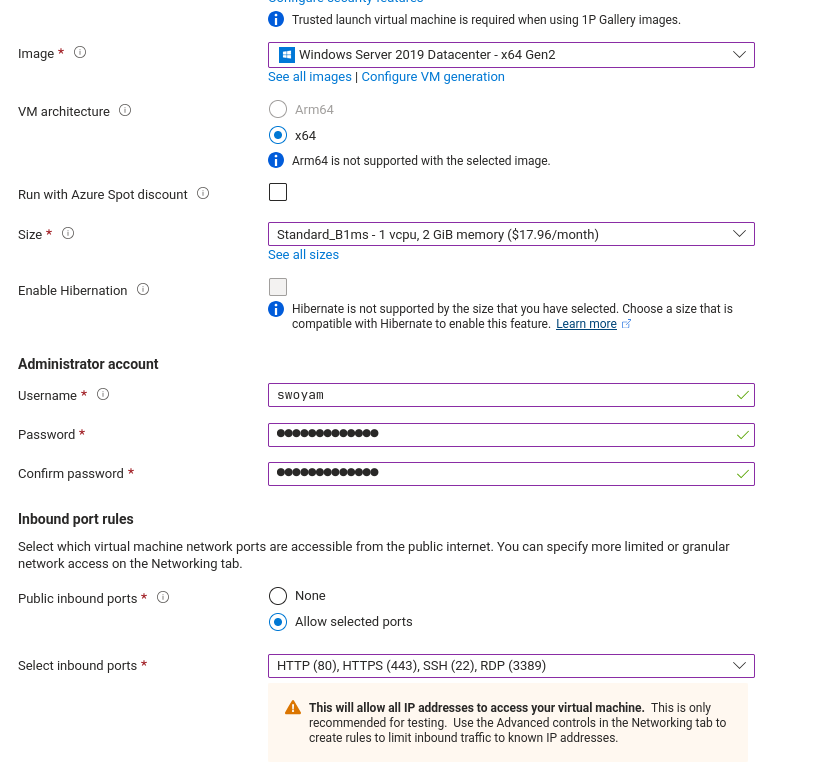 Configure security features
Trusted launch virtual machine is required when using 1P Gallery images.
Image *
Windows Server 2019 Datacenter - x64 Gen2
See all images | Configure VM generation
VM architecture
Arm64
x64
Arm64 is not supported with the selected image.
Run with Azure Spot discount
Size *
Standard_B1ms - 1 vcpu, 2 GiB memory ($17.96/month)
See all sizes
Enable Hibernation
Hibernate is not supported by the size that you have selected. Choose a size that is
compatible with Hibernate to enable this feature. Learn more
Administrator account
Username *
swoyam
Password *
●●●●●●●●●●●●●
Confirm password *
●●●●●●●●●●●●●
Inbound port rules
Select which virtual machine network ports are accessible from the public internet. You can specify more limited or granular
network access on the Networking tab.
Public inbound ports *
None
Allow selected ports
Select inbound ports *
HTTP (80), HTTPS (443), SSH (22), RDP (3389)
This will allow all IP addresses to access your virtual machine. This is only
recommended for testing. Use the Advanced controls in the Networking tab to
create rules to limit inbound traffic to known IP addresses.